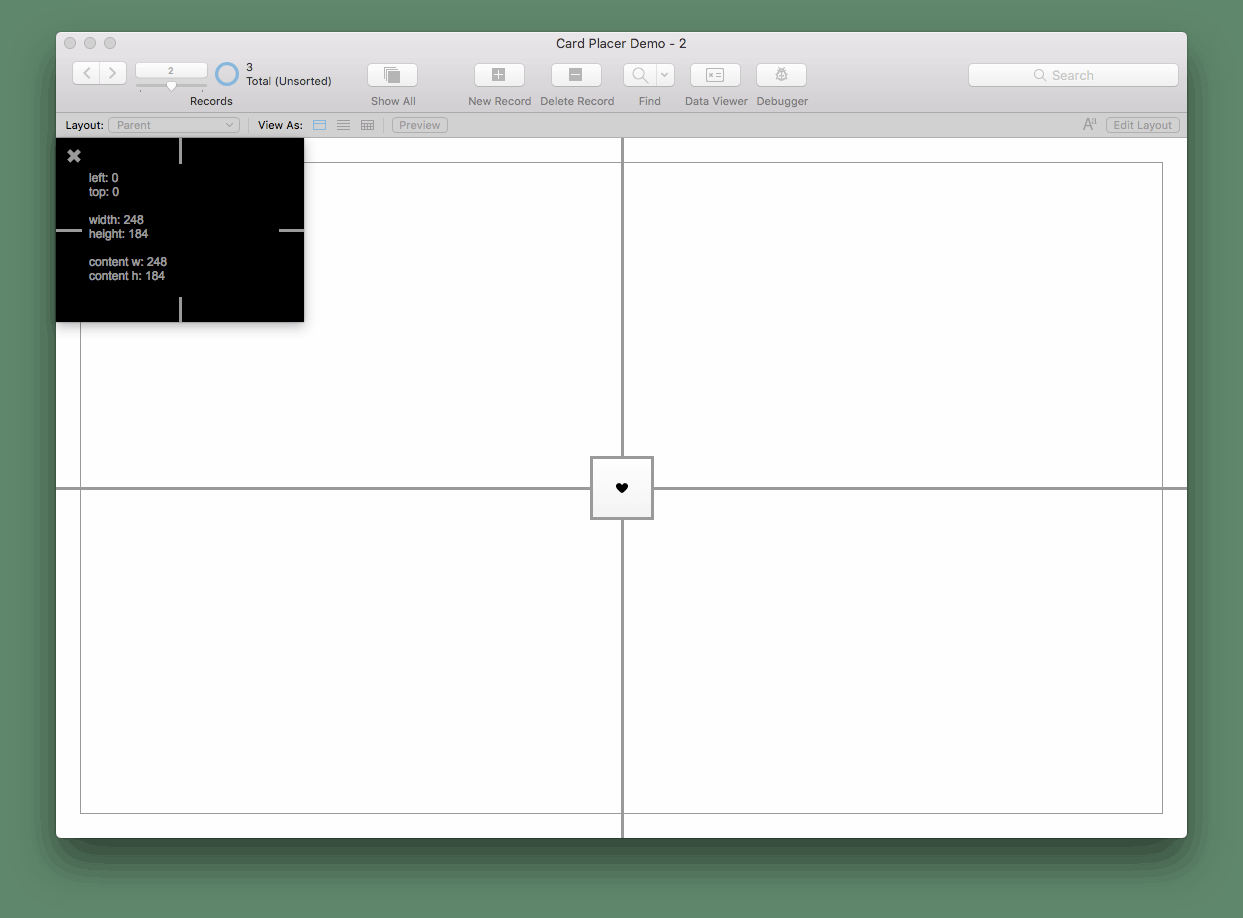 Card Placer Demo - 2
2
3
Total (Unsorted)
Records
Show All
New Record
Delete Record
Find
Data Viewer
Debugger
Search
Layout: Parent
View As:
Preview
Aa
Edit Layout
left: 0
top: 0
width: 248
height: 184
content w: 248
content h: 184